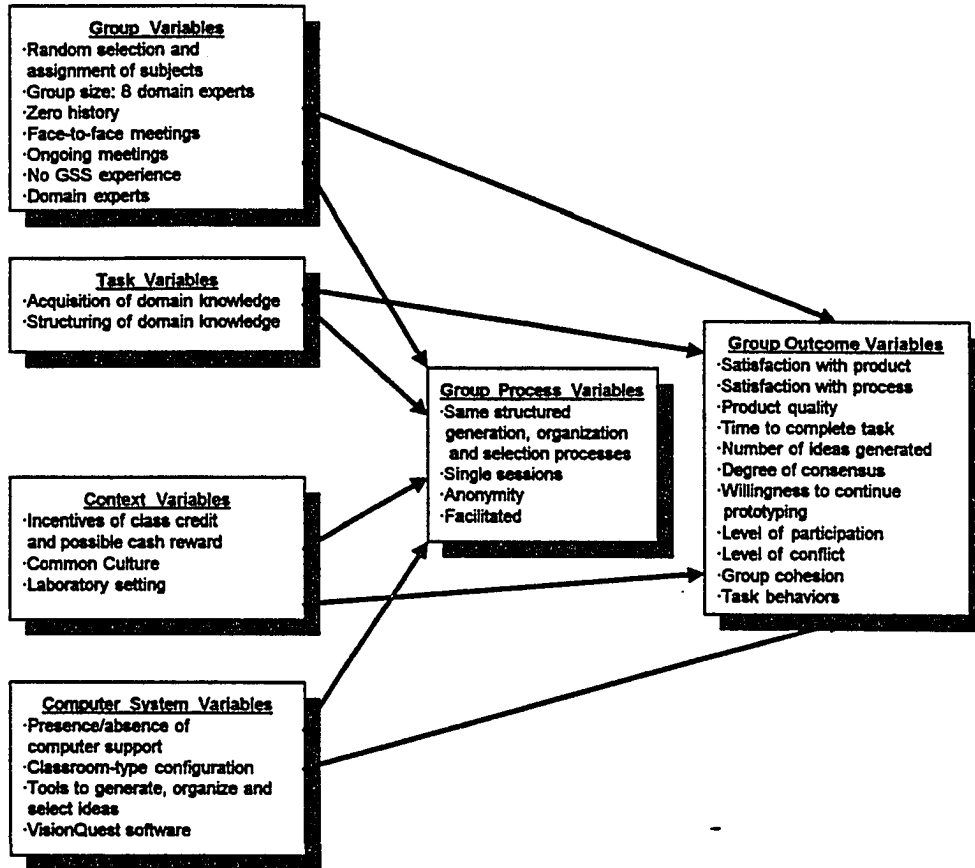 Group Variables
·Random selection and
assignment of subjects
·Group size: 8 domain experts
·Zero history
·Face-to-face meetings
·Ongoing meetings
·No GSS experience
·Domain experts
Task Variables
·Acquisition of domain knowledge
·Structuring of domain knowledge
Context Variables
·Incentives of class credit
and possible cash reward
·Common Culture
·Laboratory setting
Computer System Variables
·Presence/absence of
computer support
·Classroom-type configuration
·Tools to generate, organize and
select ideas
·VisionQuest software
Group Process Variables
·Same structured
generation, organization
and selection processes
·Single sessions
·Anonymity
·Facilitated
Group Outcome Variables
·Satisfaction with product
·Satisfaction with process
·Product quality
·Time to complete task
·Number of ideas generated
·Degree of consensus
·Willingness to continue
prototyping
·Level of participation
·Level of conflict
·Group cohesion
·Task behaviors